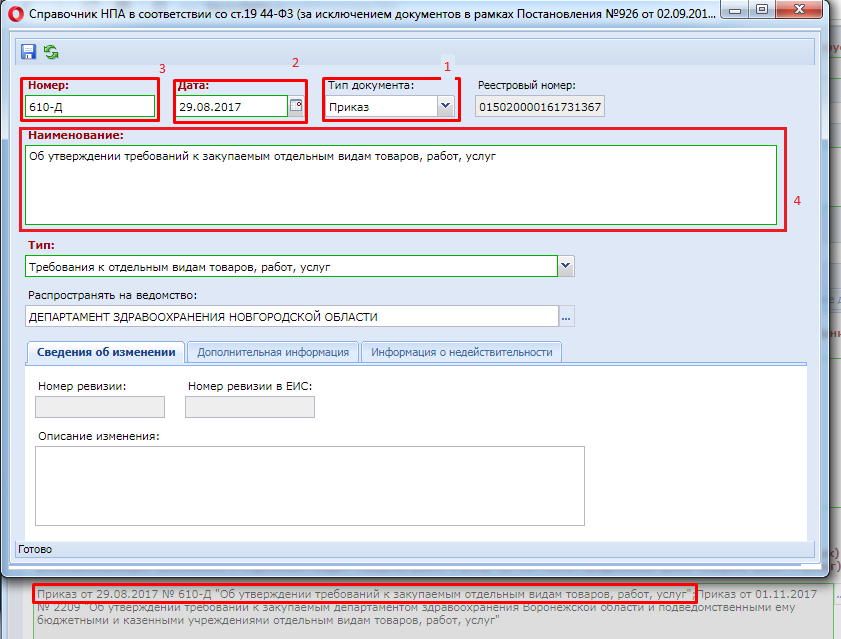 Справочник НПА в соответствии со ст.19 44-ФЗ (за исключением документов в рамках Постановления №926 от 02.09.201...
3 2 1
Номер: Дата: Тип документа: Реестровый номер:
610-Д 29.08.2017 Приказ 015020000161731367
Наименование:
Об утверждении требований к закупаемым отдельным видам товаров, работ, услуг
4
Тип:
Требования к отдельным видам товаров, работ, услуг
Распространять на ведомство:
ДЕПАРТАМЕНТ ЗДРАВООХРАНЕНИЯ НОВГОРОДСКОЙ ОБЛАСТИ ...
Сведения об изменении Дополнительная информация Информация о недействительности
Номер ревизии: Номер ревизии в ЕИС:
Описание изменения:
Готово
Приказ от 29.08.2017 № 610-Д "Об утверждении требований к закупаемым отдельным видам товаров, работ, услуг";Приказ от 01.11.2017
№ 2209 "Об утверждении требовании к закупаемым департаментом здравоохранения Воронежской области и подведомственными ему
бюджетными и казенными учреждениями отдельным видам товаров, работ, услуг"